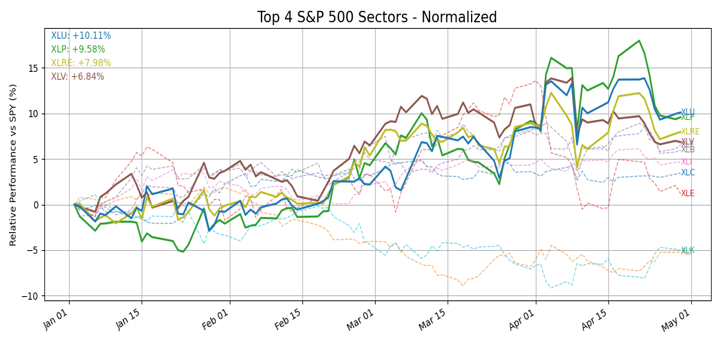 Top 4 S&P 500 Sectors - Normalized
XLU: +10.11%
XLP: +9.58%
XLRE: +7.98%
XLV: +6.84%
Relative Performance vs SPY (%)
15
10
5
0
−5
−10
XLU
XLP
XLRE
XLV
XLB
XLI
XLC
XLE
XLK
Jan 01
Jan 15
Feb 01
Feb 15
Mar 01
Mar 15
Apr 01
Apr 15
May 01